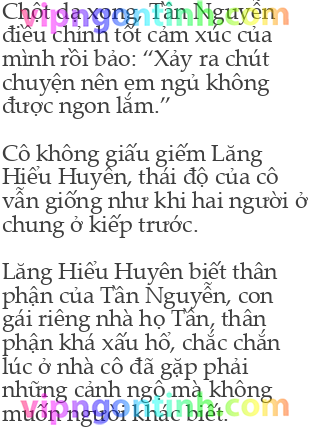 Chột dạ xong, Tần Nguyễn
điều chỉnh tốt cảm xúc của
mình rồi bảo: “Xảy ra chút
chuyện nên em ngủ không
được ngon lắm.”
Cô không giấu giếm Lăng
Hiểu Huyên, thái độ của cô
vẫn giống như khi hai người ở
chung ở kiếp trước.
Lăng Hiểu Huyên biết thân
phận của Tần Nguyễn, con
gái riêng nhà họ Tần, thân
phận khá xấu hổ, chắc chắn
lúc ở nhà cô đã gặp phải
những cảnh ngộ mà không
muốn người khác biết.
vipngontinh.com
vipngontinh.com